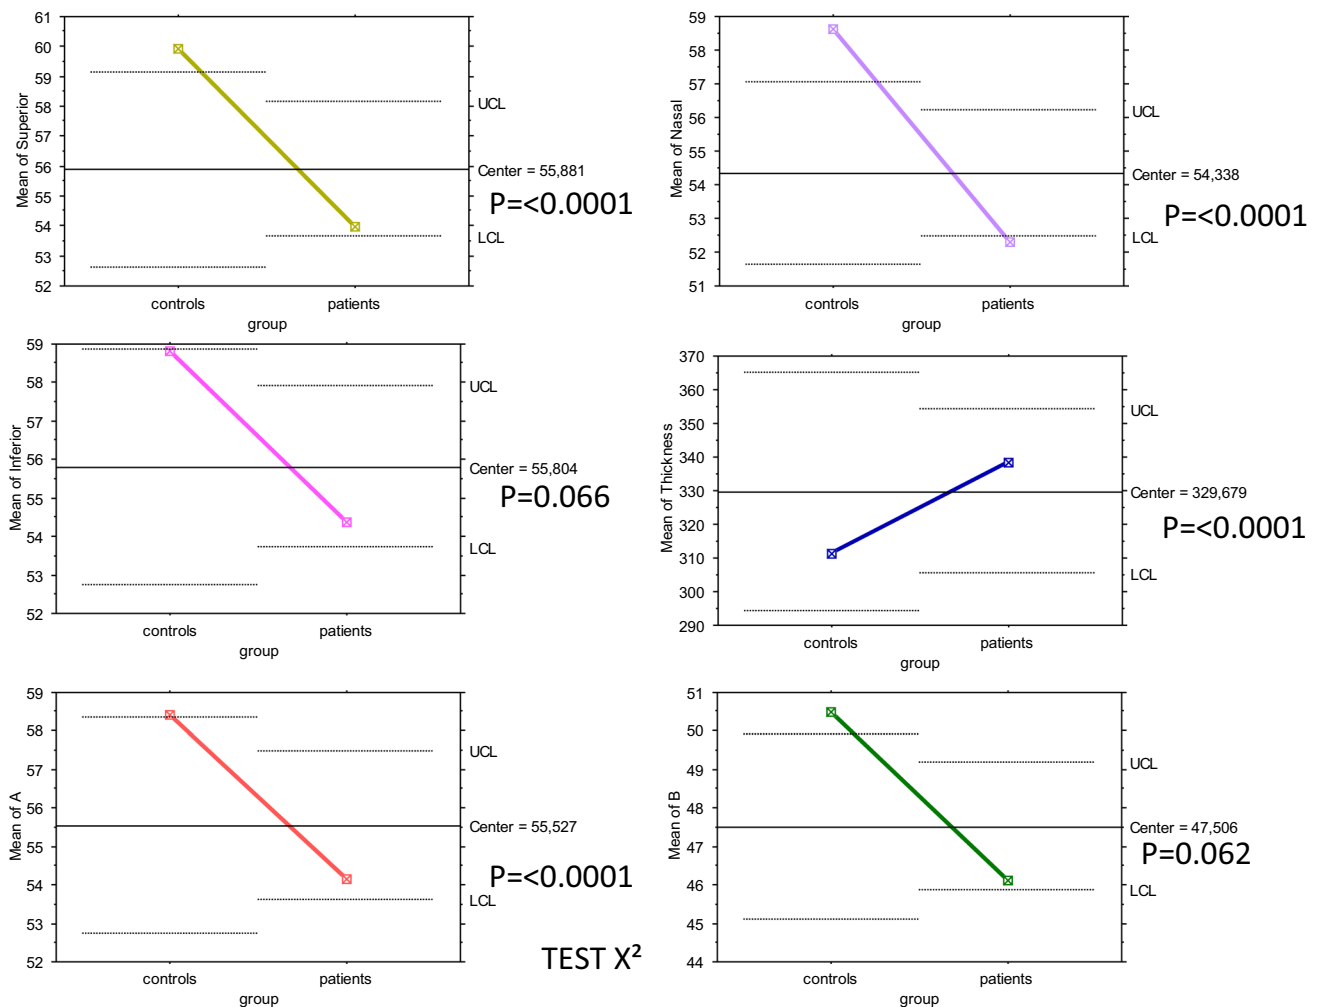 61
60
59
58
57
56
55
54
53
52
Mean of Superior
controls
patients
group
UCL
Center = 55,881
P=<0.0001
LCL
59
58
57
56
55
54
53
52
51
Mean of Nasal
controls
patients
group
UCL
Center = 54,338
P=<0.0001
LCL
59
58
57
56
55
54
53
52
Mean of Inferior
controls
patients
group
UCL
Center = 55,804
P=0.066
LCL
370
360
350
340
330
320
310
300
290
Mean of Thickness
controls
patients
group
UCL
Center = 329,679
P=<0.0001
LCL
59
58
57
56
55
54
53
52
Mean of A
controls
patients
group
UCL
Center = 55,527
P=<0.0001
LCL
51
50
49
48
47
46
45
44
Mean of B
controls
patients
group
UCL
Center = 47,506
P=0.062
LCL
TEST X²